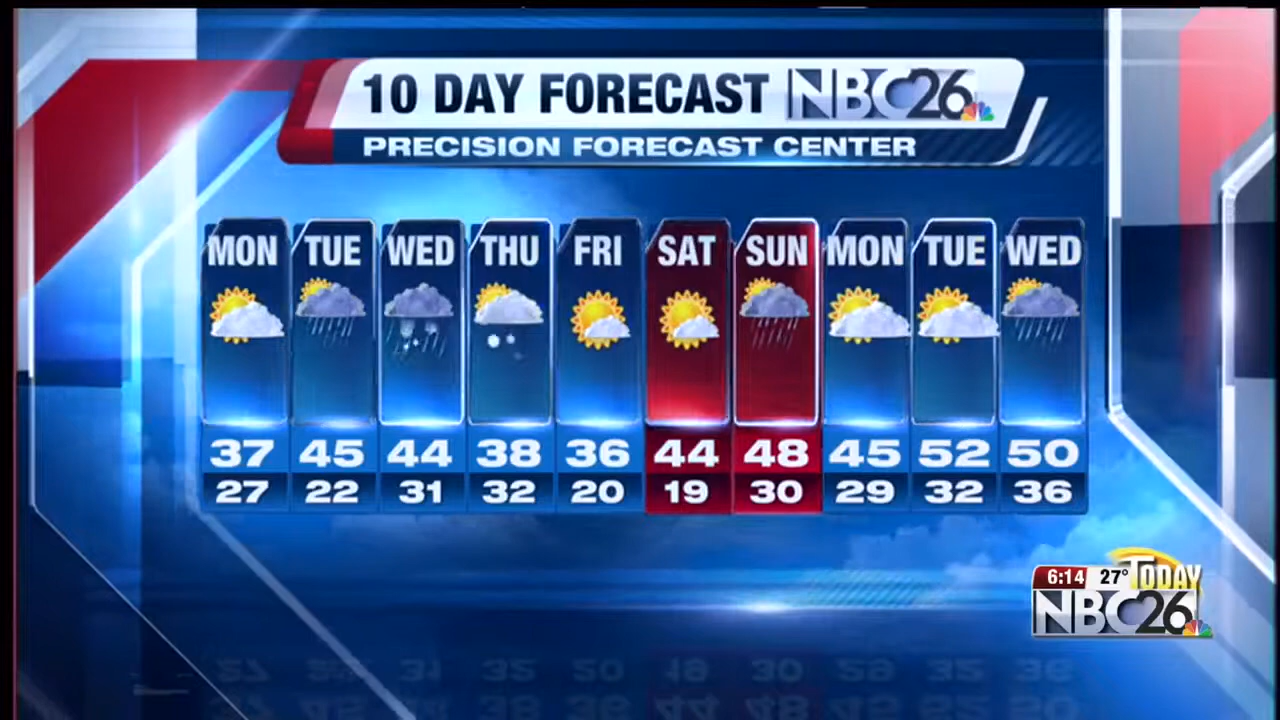 10 DAY FORECAST NBC26
PRECISION FORECAST CENTER
MON TUE WED THU FRI SAT SUN MON TUE WED
37 45 44 38 36 44 48 45 52 50
27 22 31 32 20 19 30 29 32 36
6:14 27° TODAY
NBC26